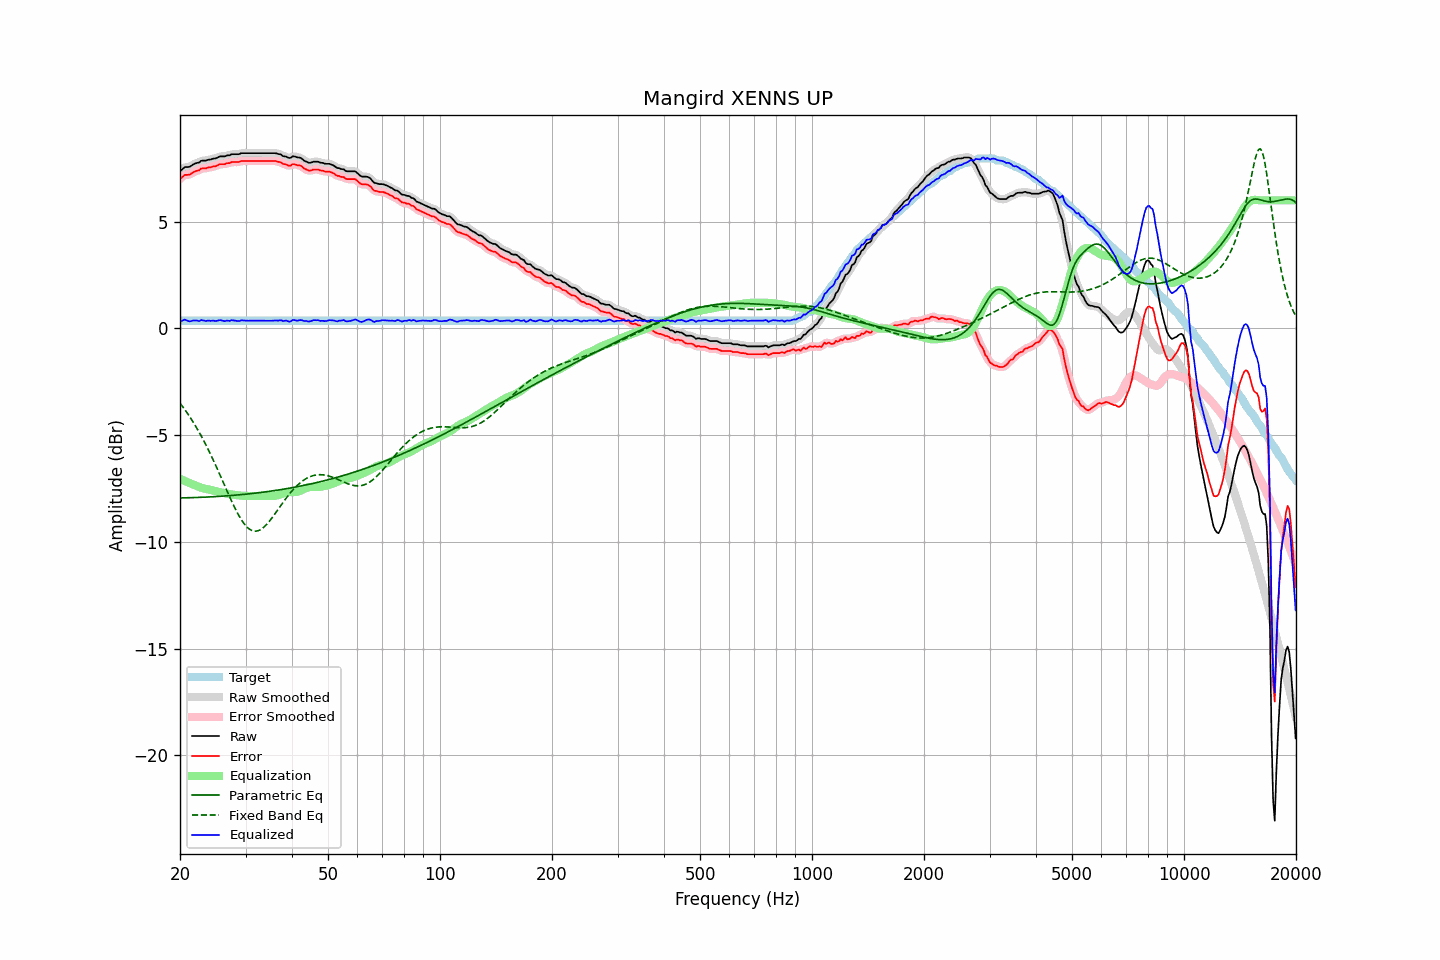 Mangird XENNS UP
Amplitude (dBr)
5
0
−5
−10
−15
−20
Target
Raw Smoothed
Error Smoothed
Raw
Error
Equalization
Parametric Eq
Fixed Band Eq
Equalized
20 50 100 200 500 1000 2000 5000 10000 20000
Frequency (Hz)